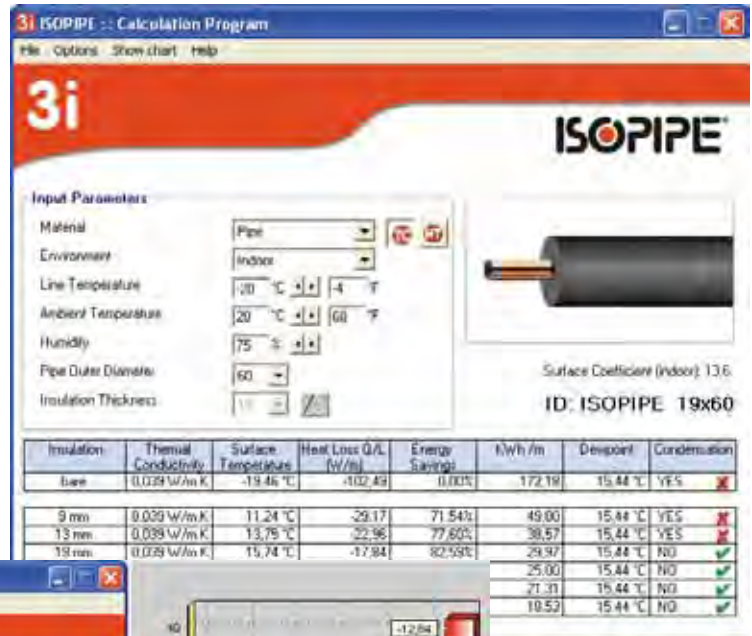 3i ISOPIPE :: Calculation Program
File Options Show chart Help
3i
ISOPIPE
Input Parameters
Material Pipe TC
Environment Indoor
Line Temperature -20 °C -4 °F
Ambient Temperature 20 °C 60 °F
Humidity 75 %
Pipe Outer Diameter 60
Insulation Thickness
Surface Coefficient (indoor): 13.6
ID: ISOPIPE 19x60
Insulation Thermal Conductivity Surface Temperature Heat Loss Q/L (W/m) Energy Savings KWh /m Dewpoint Condensation
bare 0,039 W/m.K -19.46 °C -102,49 0.00% 172,19 15,44 °C YES
9 mm 0,039 W/m.K 11,24 °C -29.17 71.54% 49,00 15,44 °C YES
13 mm 0,039 W/m.K 13,75 °C -22,96 77,60% 38,57 15,44 °C YES
19 mm 0,039 W/m.K 15,74 °C -17,84 82,59% 29,97 15,44 °C NO
25.00 15,44 °C NO
21.31 15,44 °C NO
18.53 15,44 °C NO
-12,84